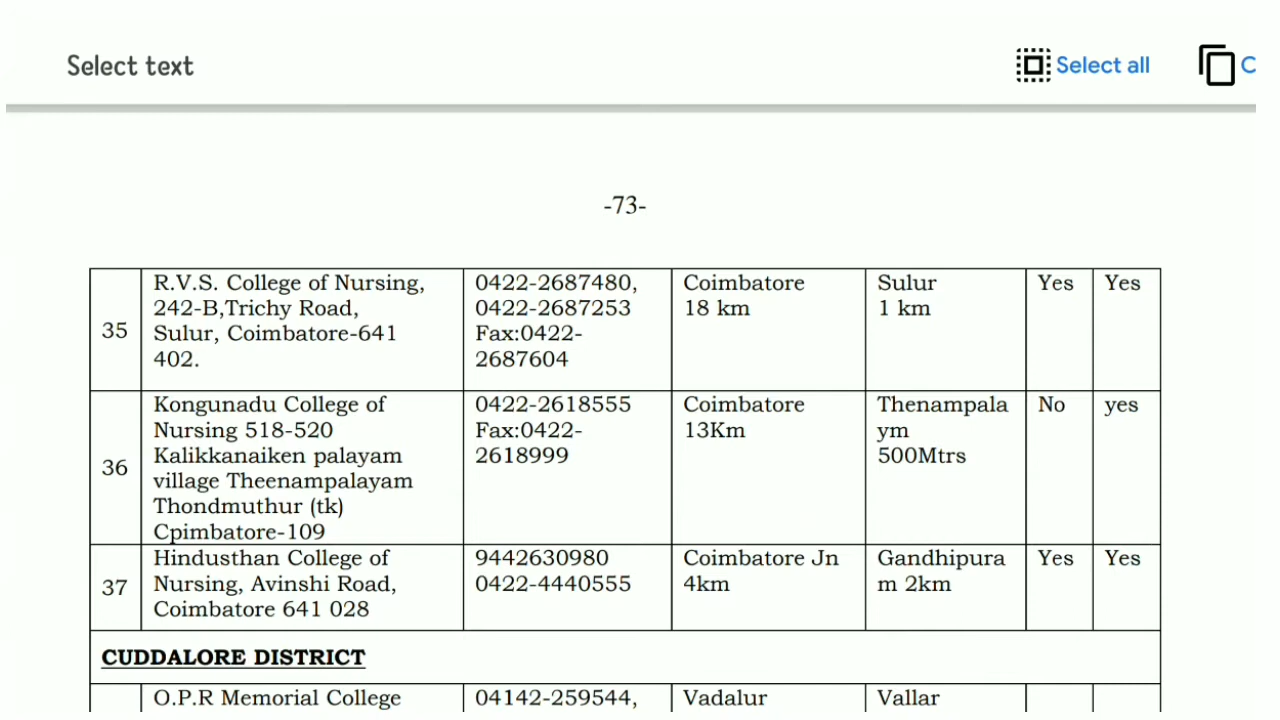 Select text
Select all
C
-73-
35
R.V.S. College of Nursing,
242-B,Trichy Road,
Sulur, Coimbatore-641
402.
0422-2687480,
0422-2687253
Fax:0422-
2687604
Coimbatore
18 km
Sulur
1 km
Yes
Yes
36
Kongunadu College of
Nursing 518-520
Kalikkanaiken palayam
village Theenampalayam
Thondmuthur (tk)
Cpimbatore-109
0422-2618555
Fax:0422-
2618999
Coimbatore
13Km
Thenampala
ym
500Mtrs
No
yes
37
Hindusthan College of
Nursing, Avinshi Road,
Coimbatore 641 028
9442630980
0422-4440555
Coimbatore Jn
4km
Gandhipura
m 2km
Yes
Yes
CUDDALORE DISTRICT
O.P.R Memorial College
04142-259544,
Vadalur
Vallar